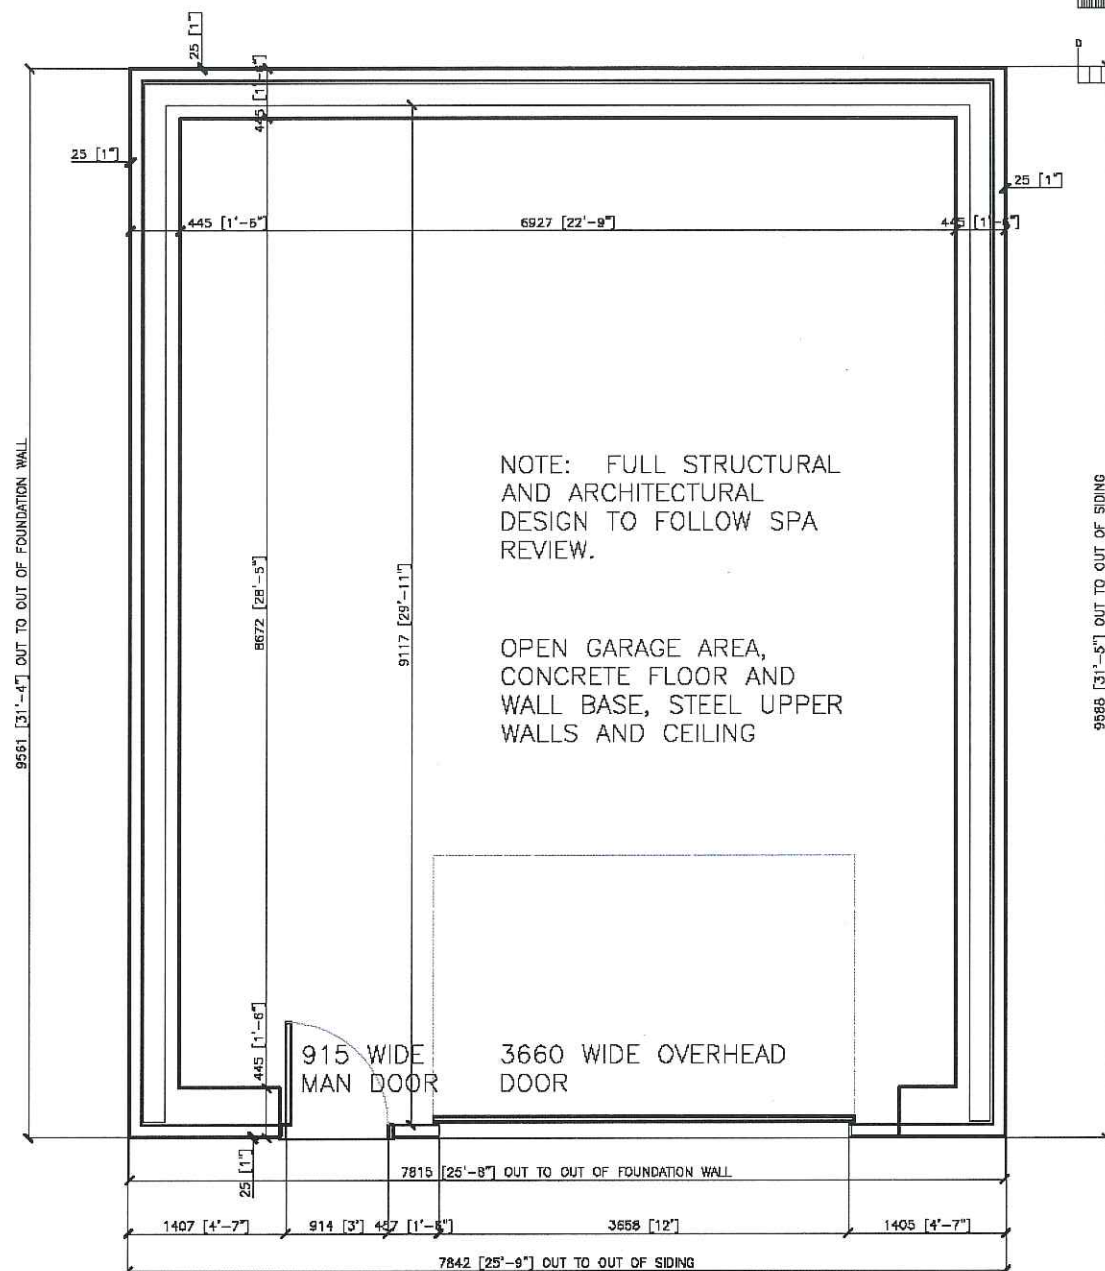 25 [1"]
445 [1'-6"]
25 [1"]
25 [1"]
445 [1'-6"]
6927 [22'-9"]
445 [1'-6"]
9561 [31'-4"] OUT TO OUT OF FOUNDATION WALL
8672 [28'-5"]
9117 [29'-11"]
NOTE: FULL STRUCTURAL
AND ARCHITECTURAL
DESIGN TO FOLLOW SPA
REVIEW.
OPEN GARAGE AREA,
CONCRETE FLOOR AND
WALL BASE, STEEL UPPER
WALLS AND CEILING
9588 [31'-5"] OUT TO OUT OF SIDING
445 [1'-6"]
915 WIDE
MAN DOOR
3660 WIDE OVERHEAD
DOOR
25 [1"]
7815 [25'-8"] OUT TO OUT OF FOUNDATION WALL
1407 [4'-7"]
914 [3']
457 [1'-6"]
3658 [12']
1405 [4'-7"]
7842 [25'-9"] OUT TO OUT OF SIDING